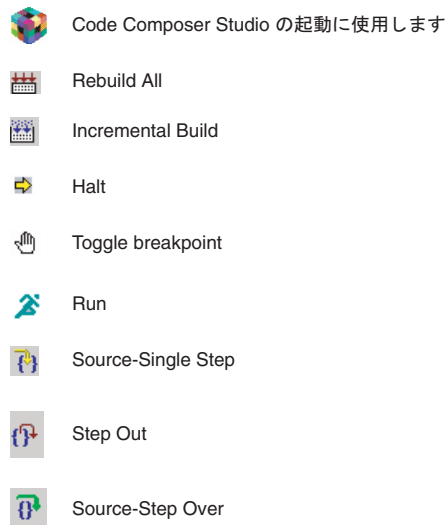 Code Composer Studio の起動に使用します
Rebuild All
Incremental Build
Halt
Toggle breakpoint
Run
Source-Single Step
Step Out
Source-Step Over